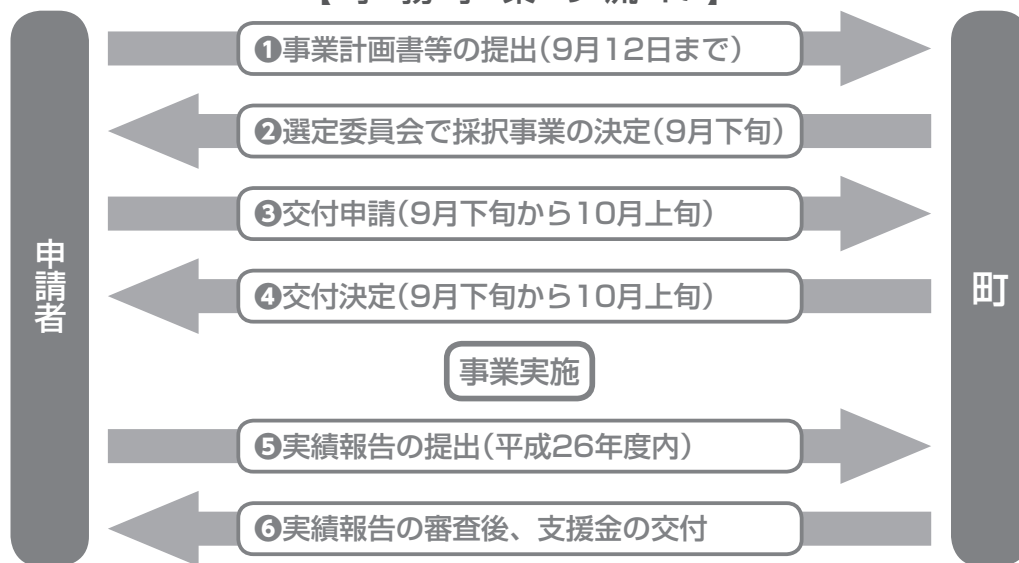 ❶事業計画書等の提出(9月12日まで)
❷選定委員会で採択事業の決定(9月下旬)
❸交付申請(9月下旬から10月上旬)
申請者
町
❹交付決定(9月下旬から10月上旬)
事業実施
❺実績報告の提出(平成26年度内)
❻実績報告の審査後、支援金の交付